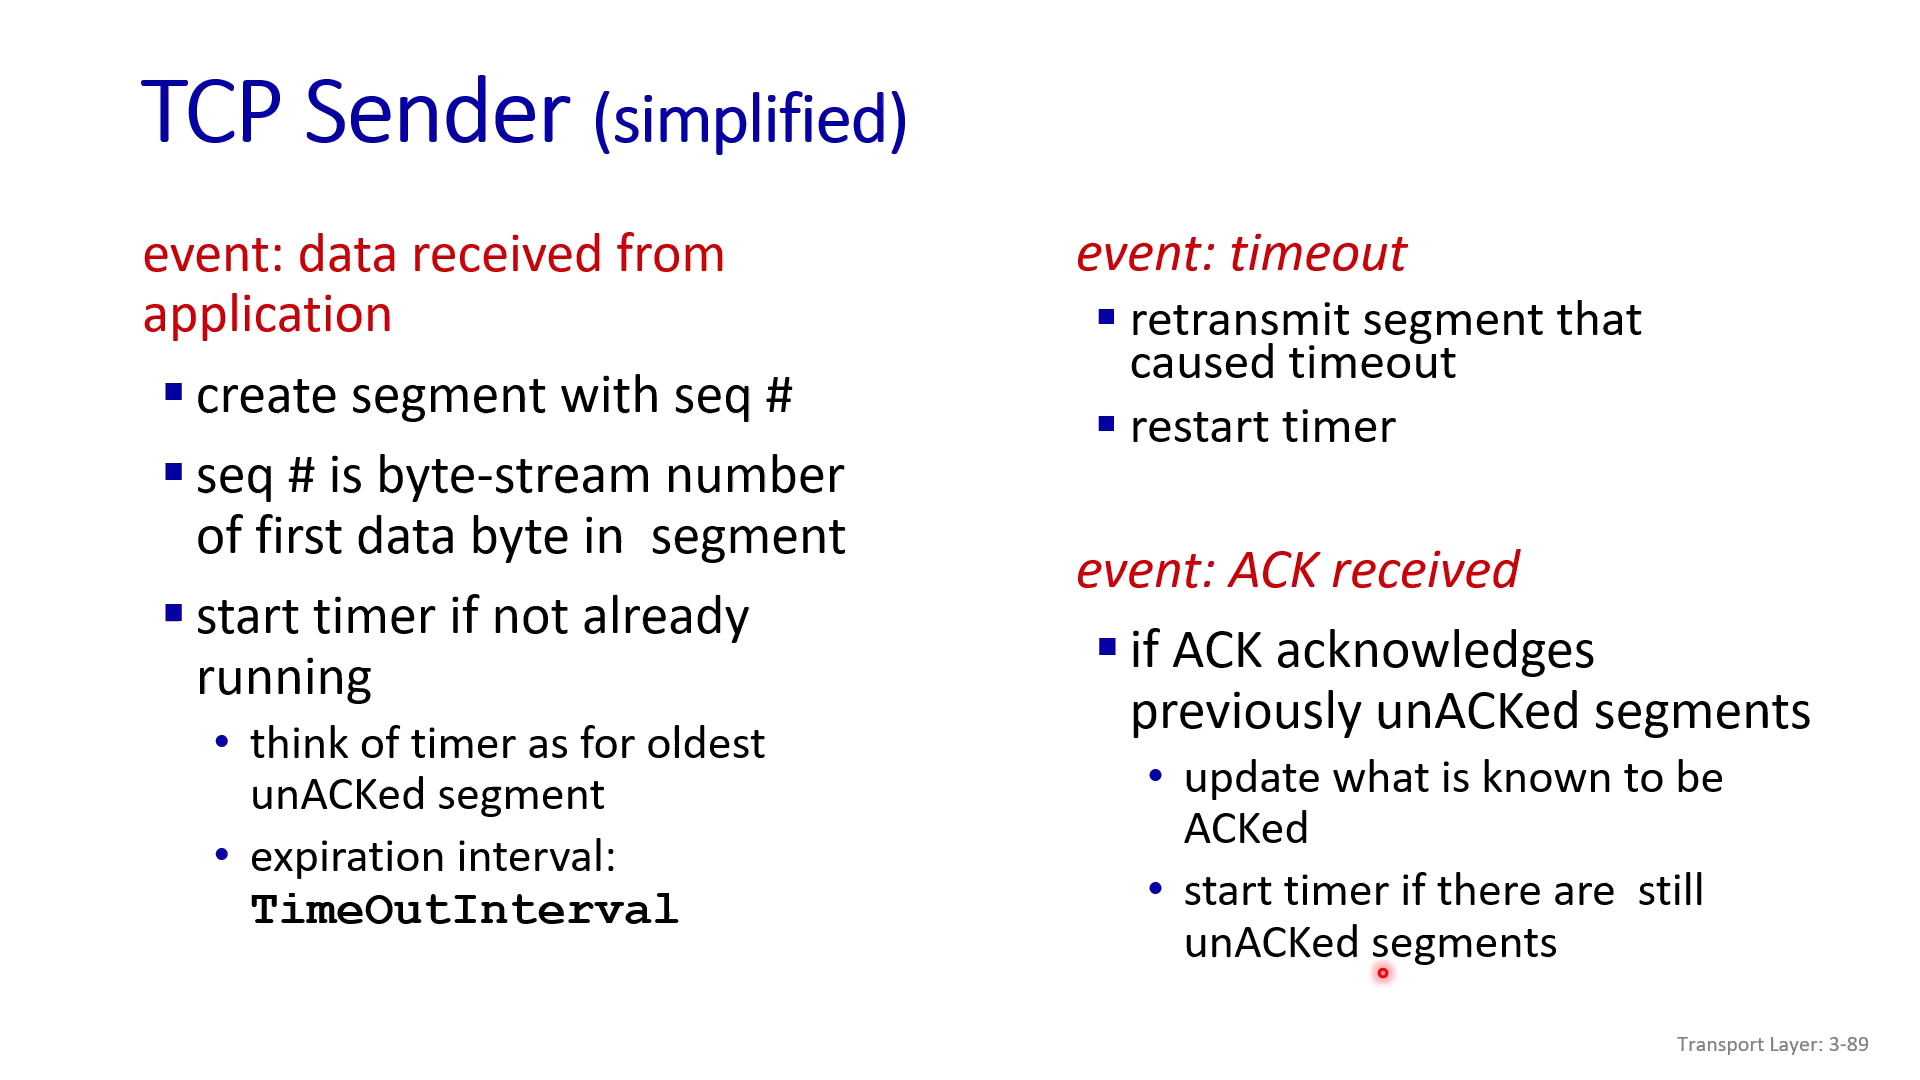 TCP Sender (simplified)
event: data received from
application
▪ create segment with seq #
▪ seq # is byte-stream number
of first data byte in  segment
▪ start timer if not already
running
• think of timer as for oldest
unACKed segment
• expiration interval:
TimeOutInterval
event: timeout
▪ retransmit segment that
caused timeout
▪ restart timer
event: ACK received
▪ if ACK acknowledges
previously unACKed segments
• update what is known to be
ACKed
• start timer if there are  still
unACKed segments
Transport Layer: 3-89